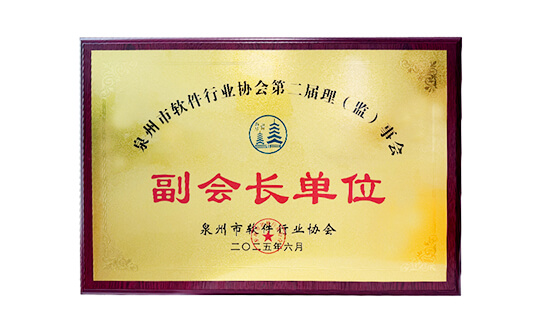 泉州市软件行业协会第二届理（监）事会
副会长单位
泉州市软件行业协会
二〇二五年六月